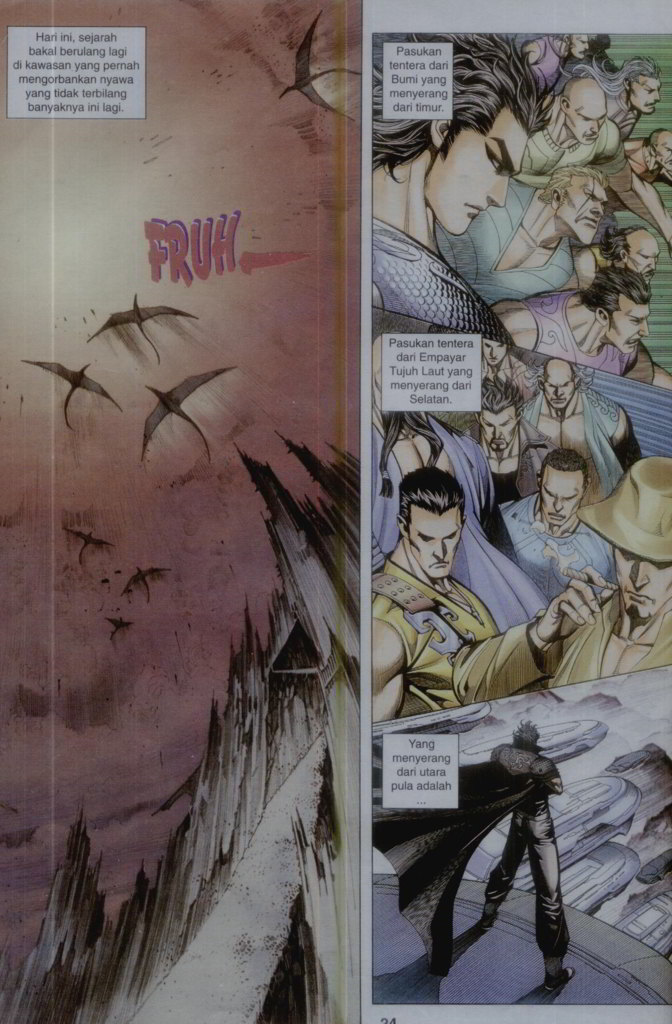 Hari ini, sejarah
bakal berulang lagi
di kawasan yang pernah
mengorbankan nyawa
yang tidak terbilang
banyaknya ini lagi.
FRUH
Pasukan
tentera dari
Bumi yang
menyerang
dari timur.
Pasukan tentera
dari Empayar
Tujuh Laut yang
menyerang dari
Selatan.
Yang
menyerang
dari utara
pula adalah
...
24